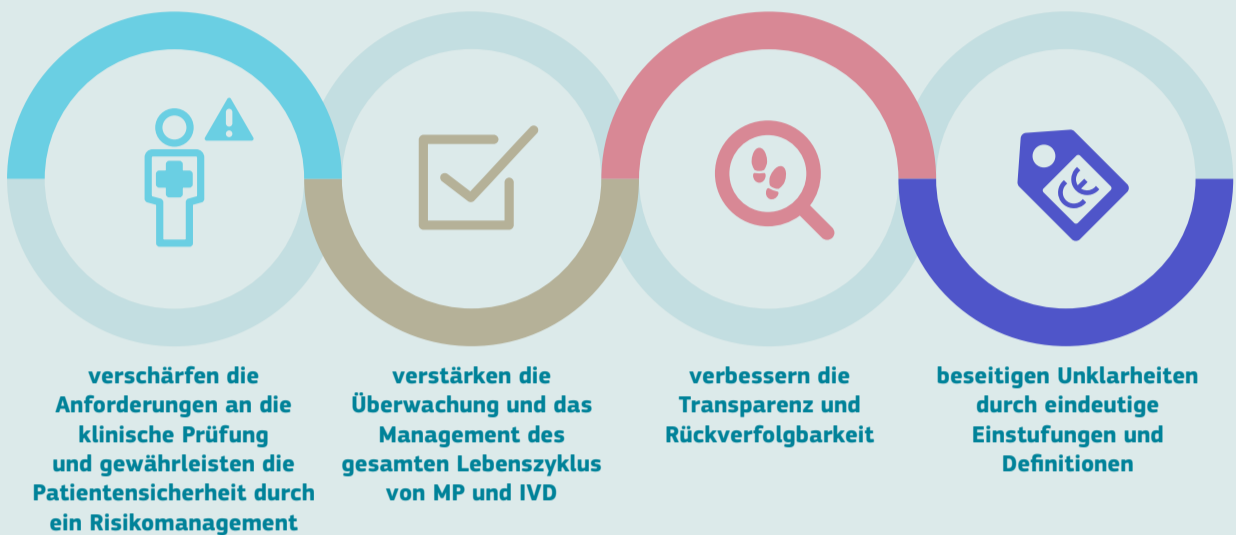 CE
verschärfen die
Anforderungen an die
klinische Prüfung
und gewährleisten die
Patientensicherheit durch
ein Risikomanagement
verstärken die
Überwachung und das
Management des
gesamten Lebenszyklus
von MP und IVD
verbessern die
Transparenz und
Rückverfolgbarkeit
beseitigen Unklarheiten
durch eindeutige
Einstufungen und
Definitionen